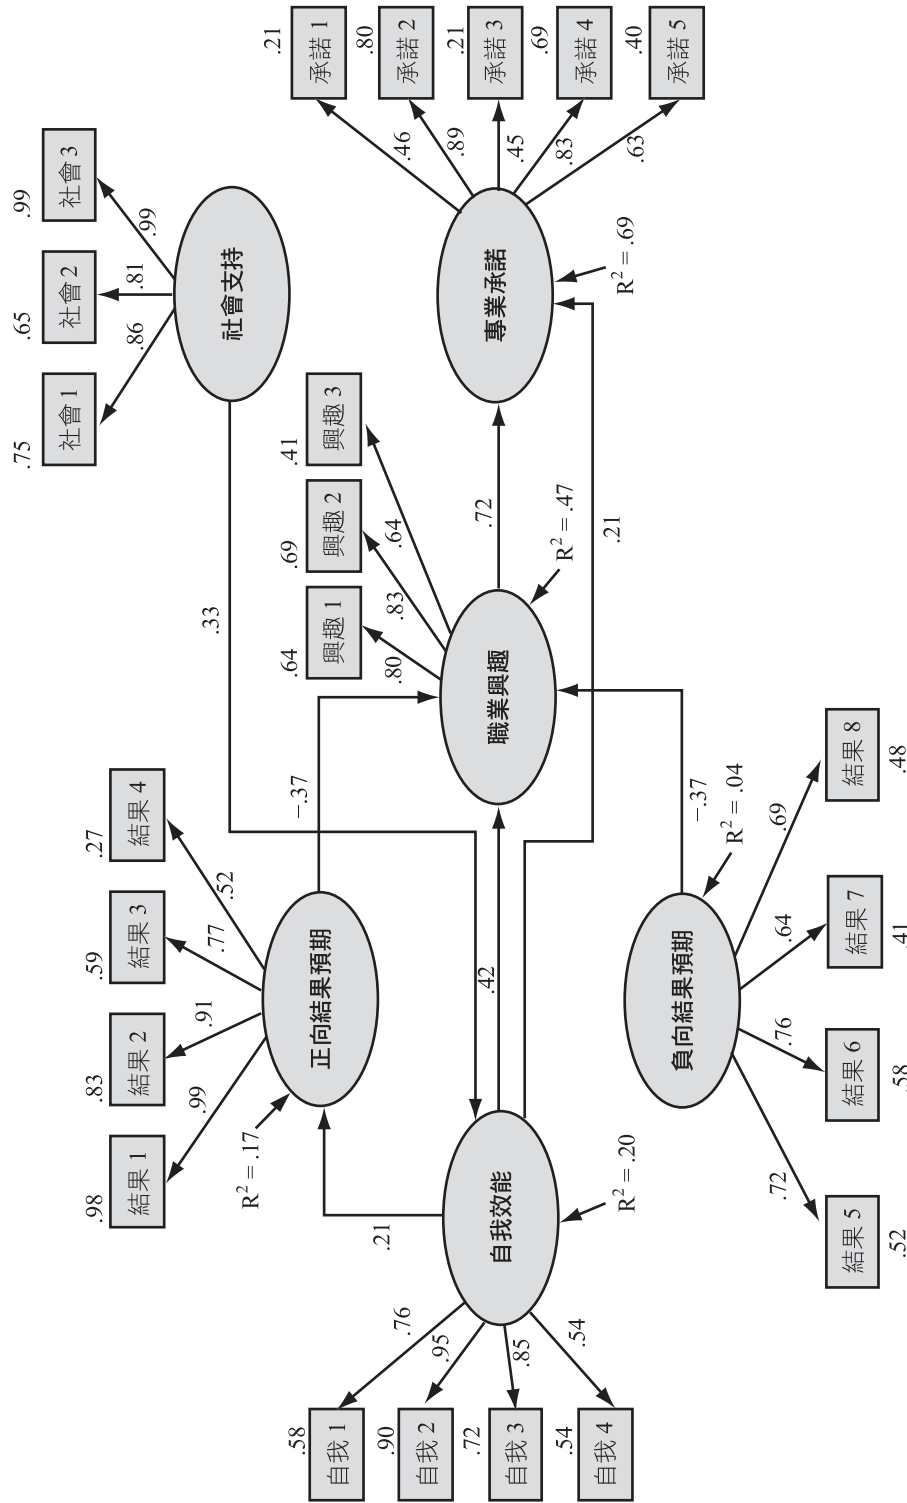 .75
.65
.99
社會 1
社會 2
社會 3
.86
.81
.99
社會支持
.98
.83
.59
.27
結果 1
結果 2
結果 3
結果 4
.99
.91
.77
.52
R² = .17
正向結果預期
.33
–.37
.21
.64
.69
.41
興趣 1
興趣 2
興趣 3
.80
.83
.64
職業興趣
R² = .47
.58
自我 1
.90
自我 2
.72
自我 3
.54
自我 4
.76
.95
.85
.54
自我效能
R² = .20
.42
.72
.21
專業承諾
R² = .69
.46
.89
.45
.83
.63
.21
承諾 1
.80
承諾 2
.21
承諾 3
.69
承諾 4
.40
承諾 5
負向結果預期
–.37
R² = .04
.72
.76
.64
.69
結果 5
結果 6
結果 7
結果 8
.52
.58
.41
.48